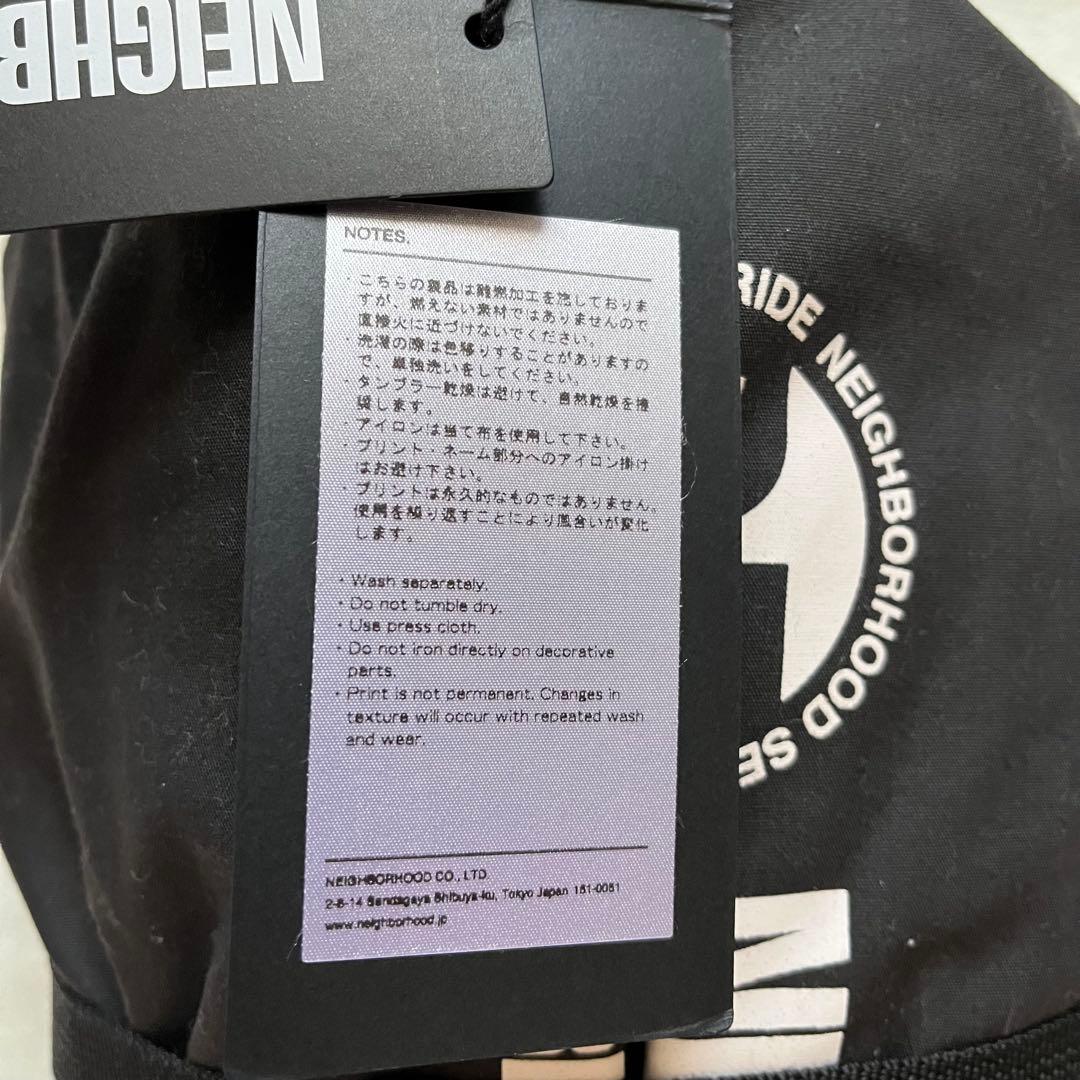 NEIGHB
NOTES.
・こちらの製品は難燃加工を施しておりま
すが、燃えない素材ではありませんので
直接火に近づけないでください。
・洗濯の際は色移りすることがありますの
で、単独洗いをしてください。
・タンブラー乾燥は避けて、自然乾燥を推
奨します。
・アイロンは当て布を使用して下さい。
・プリント・ネーム部分へのアイロン掛け
はお避け下さい。
・プリントは永久的なものではありません。
使用を繰り返すことにより風合いが変化
します。
・Wash separately.
・Do not tumble dry.
・Use press cloth.
・Do not iron directly on decorative
parts.
・Print is not permanent. Changes in
texture will occur with repeated wash
and wear.
NEIGHBORHOOD CO., LTD.
2-8-14 Sendagaya Shibuya-ku, Tokyo Japan 151-0051
www.neighborhood.jp
RIDE NEIGHBORHOOD SE
M